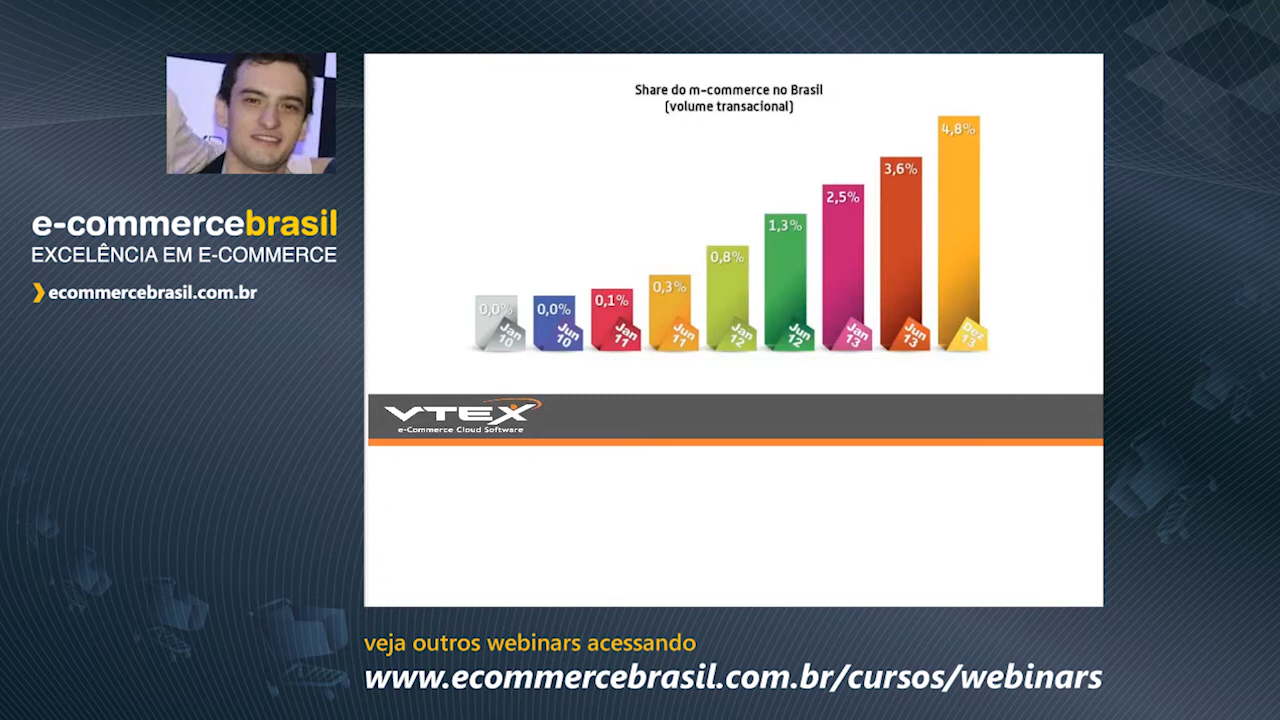 e-commercebrasil
EXCELÊNCIA EM E-COMMERCE
ecommercebrasil.com.br
Share do m-commerce no Brasil
(volume transacional)
0,0%
0,0%
0,1%
0,3%
0,8%
1,3%
2,5%
3,6%
4,8%
Jan 10
Jun 10
Jan 11
Jun 11
Jan 12
Jun 12
Jan 13
Jun 13
Dez 13
VTEX
e-Commerce Cloud Software
veja outros webinars acessando
www.ecommercebrasil.com.br/cursos/webinars